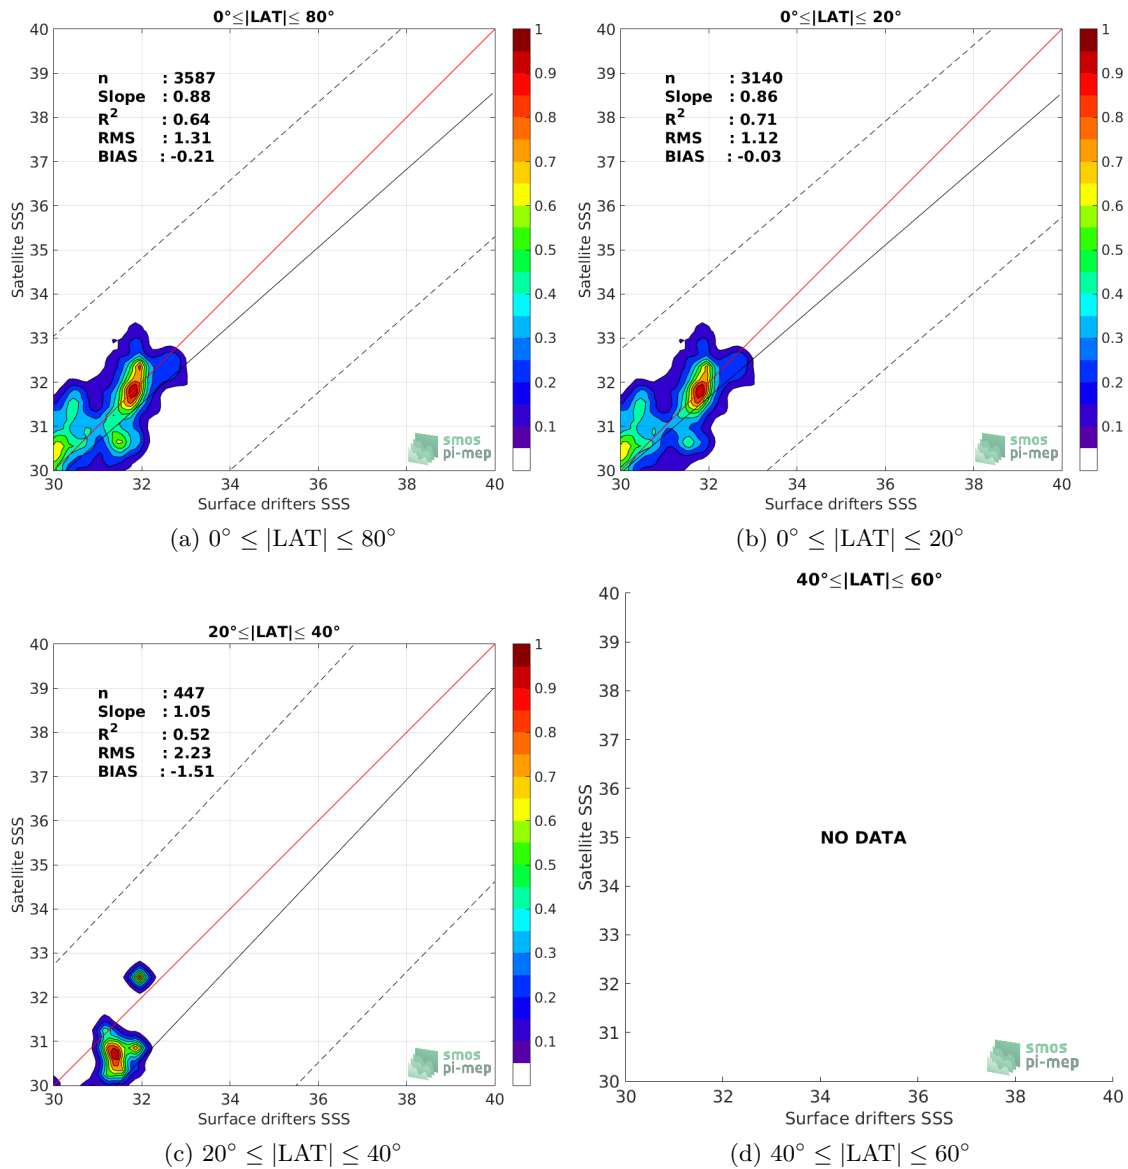 0°≤|LAT|≤ 80°
40
39
38
37
36
35
34
33
32
31
30
Satellite SSS
n : 3587
Slope : 0.88
R² : 0.64
RMS : 1.31
BIAS : -0.21
smos
pi-mep
30 32 34 36 38 40
Surface drifters SSS
1
0.9
0.8
0.7
0.6
0.5
0.4
0.3
0.2
0.1
(a) 0° ≤ |LAT| ≤ 80°
0°≤|LAT|≤ 20°
40
39
38
37
36
35
34
33
32
31
30
Satellite SSS
n : 3140
Slope : 0.86
R² : 0.71
RMS : 1.12
BIAS : -0.03
smos
pi-mep
30 32 34 36 38 40
Surface drifters SSS
1
0.9
0.8
0.7
0.6
0.5
0.4
0.3
0.2
0.1
(b) 0° ≤ |LAT| ≤ 20°
20°≤|LAT|≤ 40°
40
39
38
37
36
35
34
33
32
31
30
Satellite SSS
n : 447
Slope : 1.05
R² : 0.52
RMS : 2.23
BIAS : -1.51
smos
pi-mep
30 32 34 36 38 40
Surface drifters SSS
1
0.9
0.8
0.7
0.6
0.5
0.4
0.3
0.2
0.1
(c) 20° ≤ |LAT| ≤ 40°
40°≤|LAT|≤ 60°
40
39
38
37
36
35
34
33
32
31
30
Satellite SSS
NO DATA
smos
pi-mep
30 32 34 36 38 40
Surface drifters SSS
(d) 40° ≤ |LAT| ≤ 60°